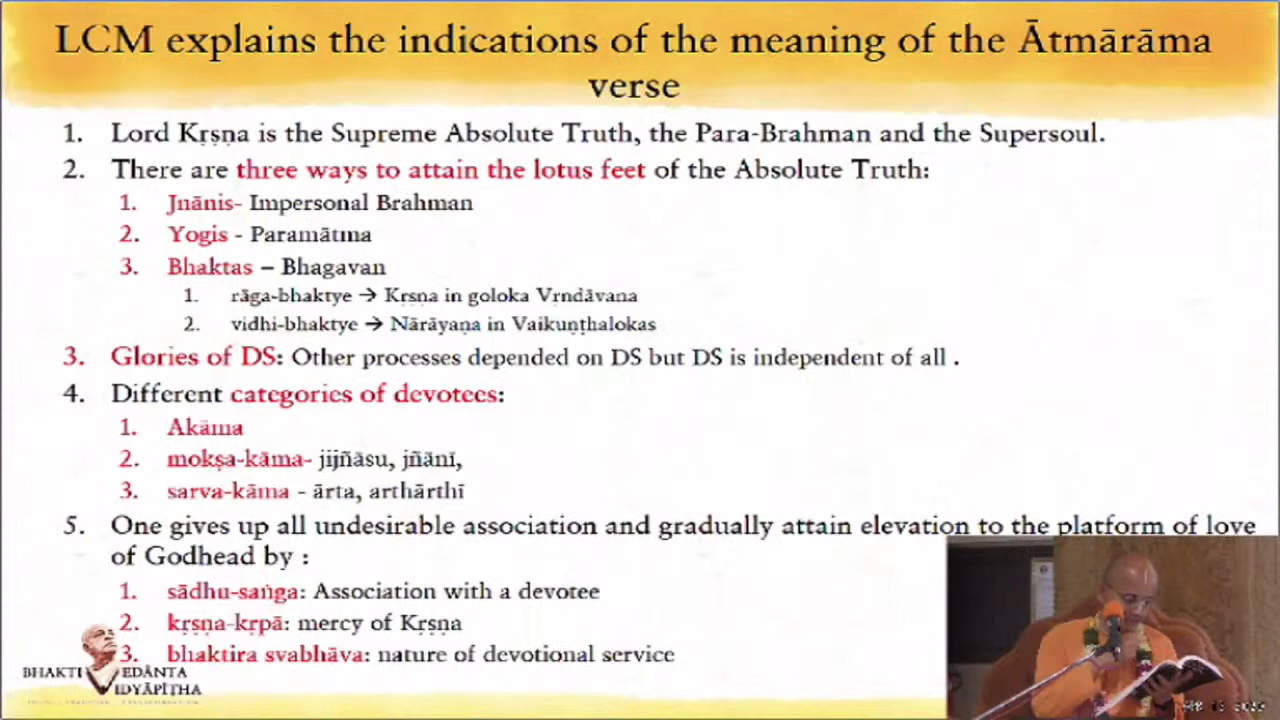 LCM explains the indications of the meaning of the Ātmārāma
verse
1. Lord Kṛṣṇa is the Supreme Absolute Truth, the Para-Brahman and the Supersoul.
2. There are three ways to attain the lotus feet of the Absolute Truth:
1. Jnānis- Impersonal Brahman
2. Yogis - Paramātma
3. Bhaktas – Bhagavan
1. rāga-bhaktye → Kṛṣṇa in goloka Vṛndāvana
2. vidhi-bhaktye → Nārāyaṇa in Vaikuṇṭhalokas
3. Glories of DS: Other processes depended on DS but DS is independent of all .
4. Different categories of devotees:
1. Akāma
2. mokṣa-kāma- jijñāsu, jñānī,
3. sarva-kāma - ārta, arthārthī
5. One gives up all undesirable association and gradually attain elevation to the platform of love
of Godhead by :
1. sādhu-saṅga: Association with a devotee
2. kṛṣṇa-kṛpā: mercy of Kṛṣṇa
3. bhaktira svabhāva: nature of devotional service
BHAKTI VEDĀNTA
VIDYĀPĪṬHA